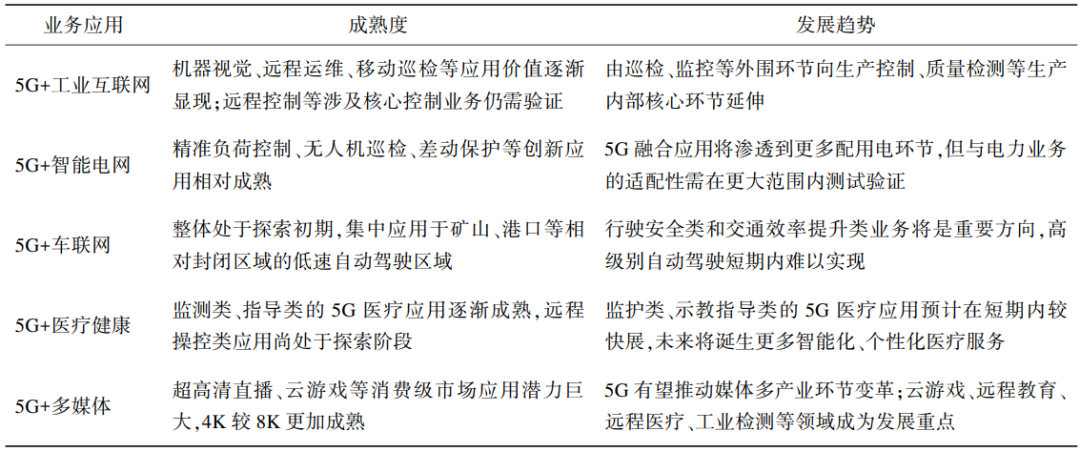 业务应用 成熟度 发展趋势
5G+工业互联网 机器视觉、远程运维、移动巡检等应用价值逐渐显现;远程控制等涉及核心控制业务仍需验证 由巡检、监控等外围环节向生产控制、质量检测等生产内部核心环节延伸
5G+智能电网 精准负荷控制、无人机巡检、差动保护等创新应用相对成熟 5G 融合应用将渗透到更多配用电环节,但与电力业务的适配性需在更大范围内测试验证
5G+车联网 整体处于探索初期,集中应用于矿山、港口等相对封闭区域的低速自动驾驶区域 行驶安全类和交通效率提升类业务将是重要方向,高级别自动驾驶短期内难以实现
5G+医疗健康 监测类、指导类的 5G 医疗应用逐渐成熟,远程操控类应用尚处于探索阶段 监护类、示教指导类的 5G 医疗应用预计在短期内较快展,未来将诞生更多智能化、个性化医疗服务
5G+多媒体 超高清直播、云游戏等消费级市场应用潜力巨大,4K 较 8K 更加成熟 5G 有望推动媒体多产业环节变革;云游戏、远程教育、远程医疗、工业检测等领域成为发展重点